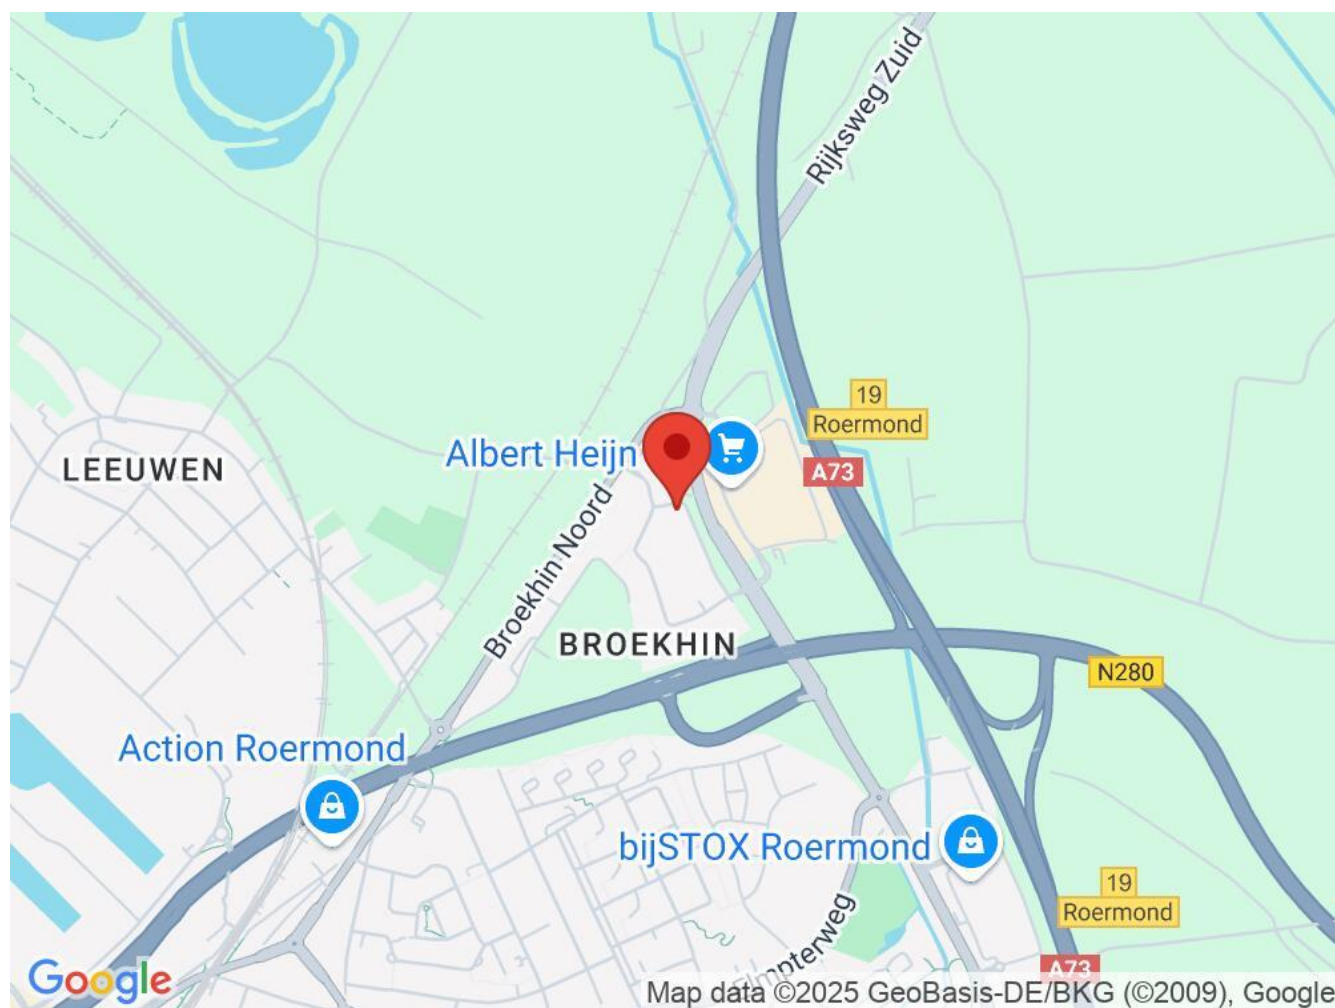 Rijksweg Zuid
19
Roermond
Albert Heijn
A73
LEEUWEN
Broekhin Noord
BROEKHIN
N280
Action Roermond
bijSTOX Roermond
19
Roermond
A73
Google
Map data ©2025 GeoBasis-DE/BKG (©2009), Google